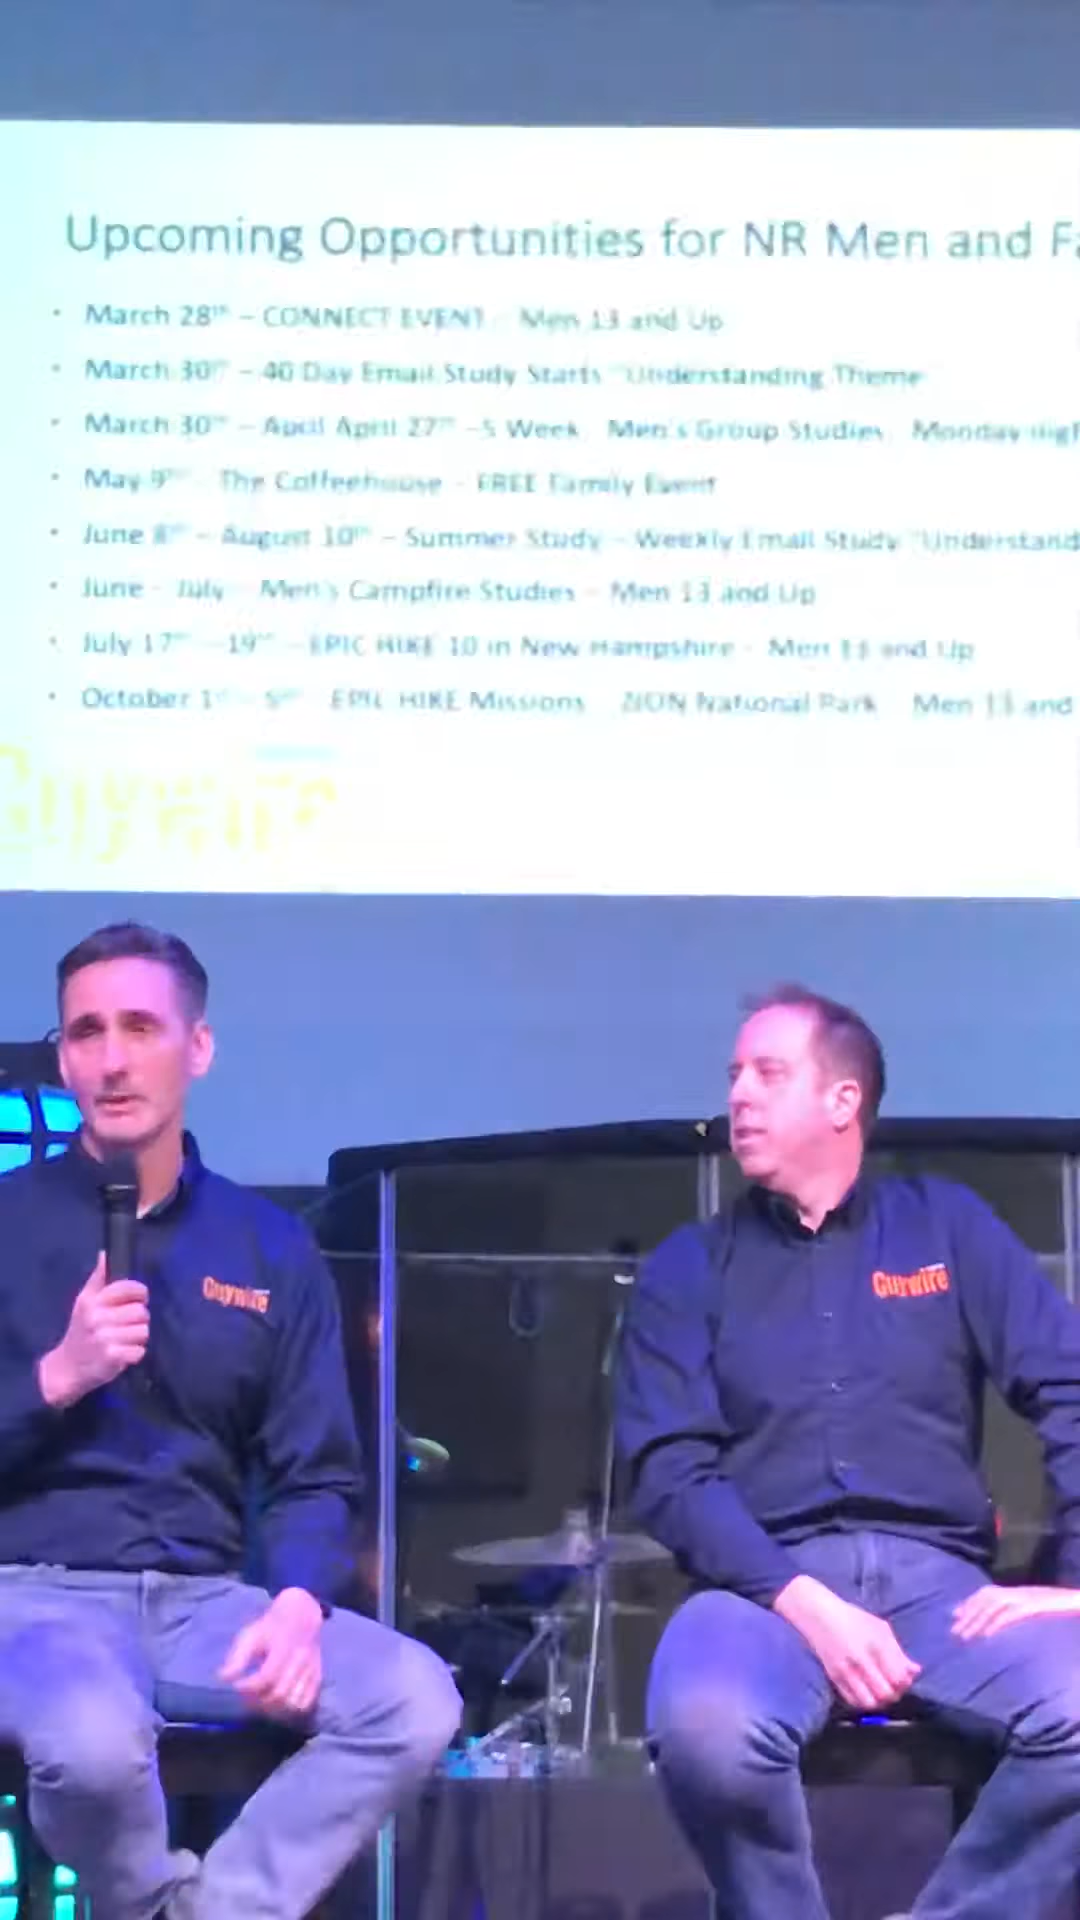 Upcoming Opportunities for NR Men and Fa
• March 28th – CONNECT EVENT - Men 13 and Up
• March 30th – 40 Day Email Study Starts "Understanding Theme"
• March 30th – April April 27th –5 Week Men's Group Studies Monday nigh
• May 9th - The Coffeehouse - FREE Family Event
• June 8th – August 10th – Summer Study – Weekly Email Study "Understand
• June - July - Men's Campfire Studies – Men 13 and Up
• July 17th –19th – EPIC HIKE 10 in New Hampshire - Men 13 and Up
• October 1st - 5th EPIC HIKE Missions ZION National Park Men 13 and
Guywire
Guywire
Guywire